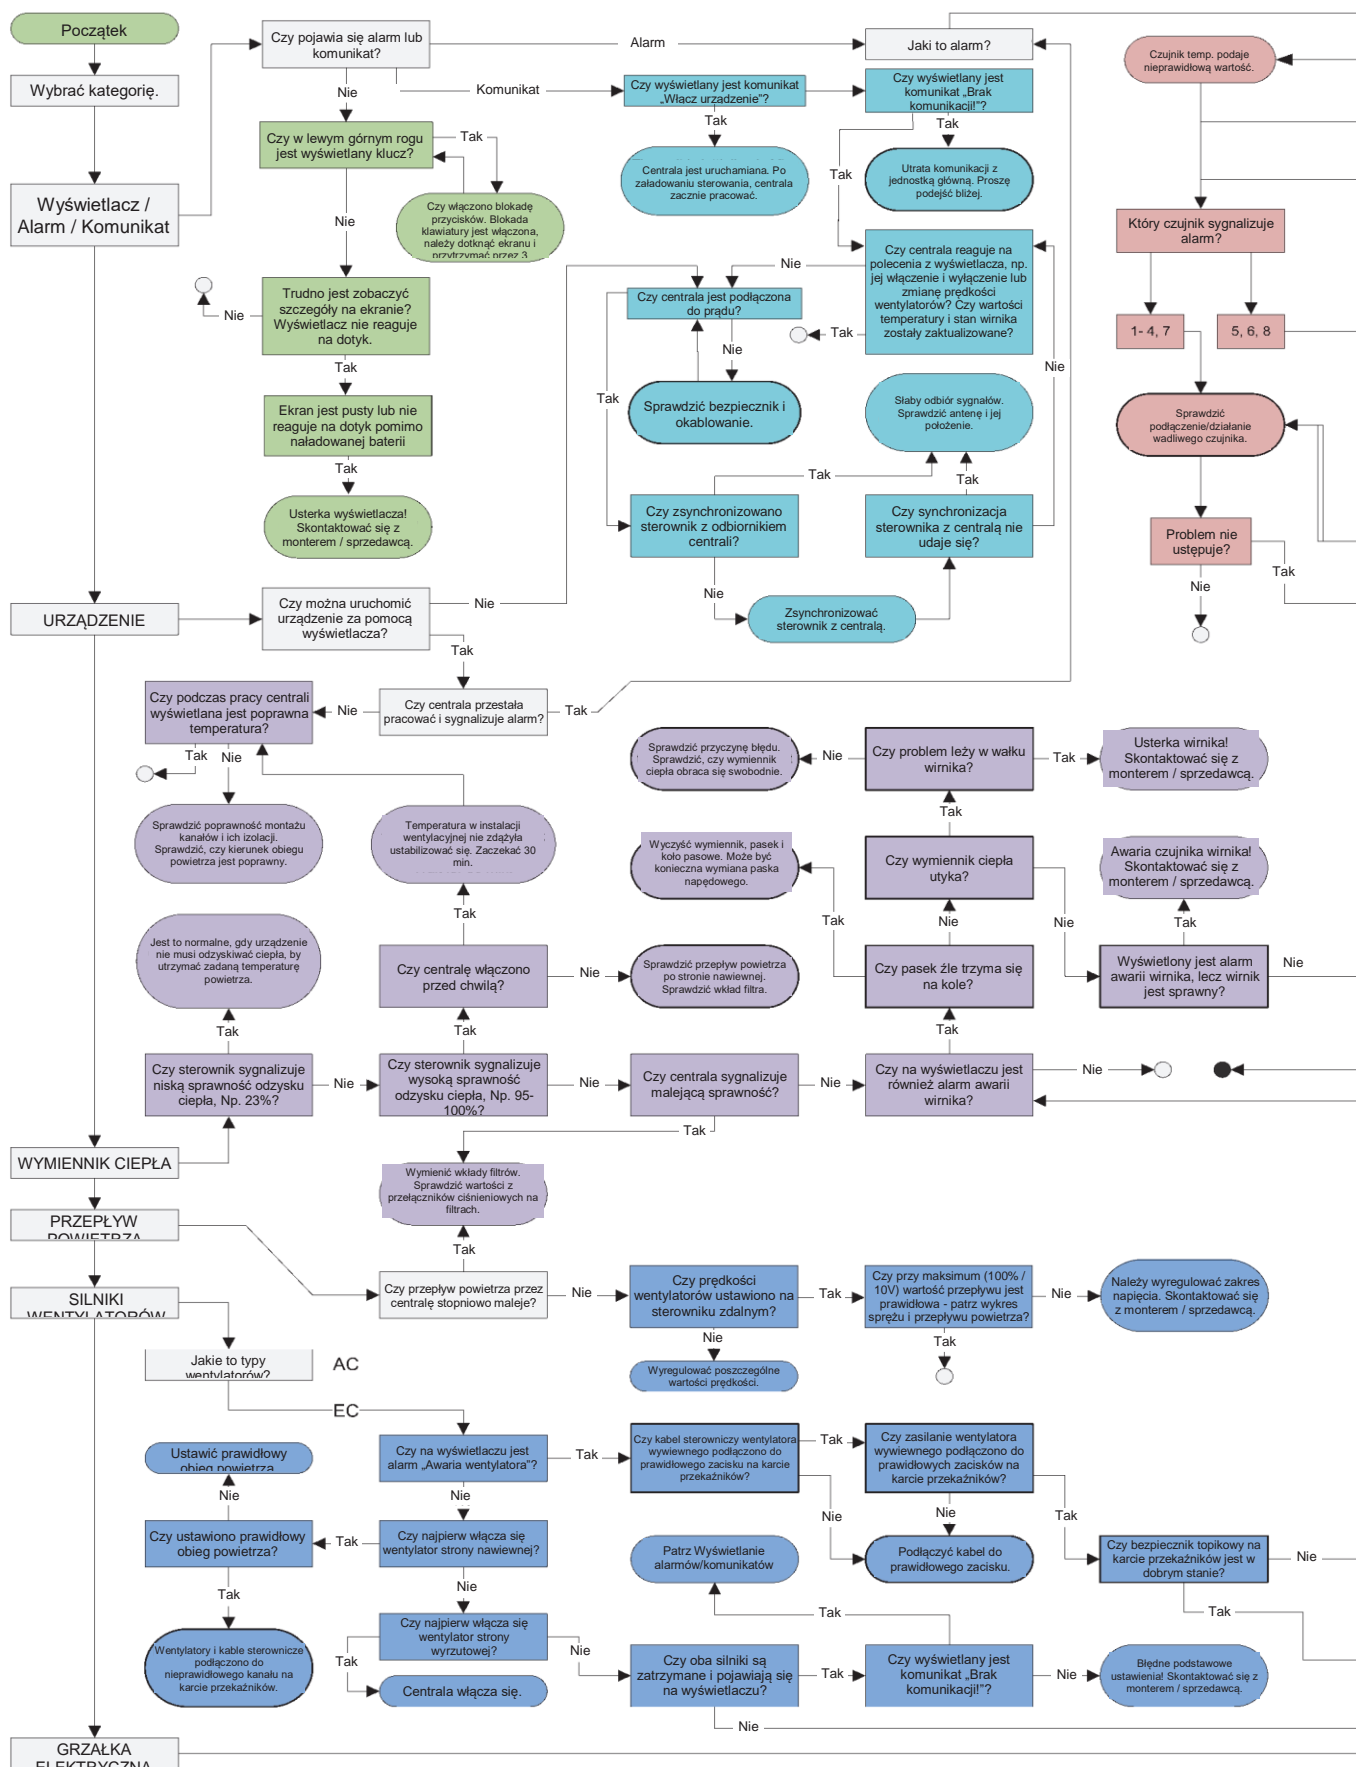 Początek
Wybrać kategorię.
Wyświetlacz /
Alarm / Komunikat
Czy pojawia się alarm lub
komunikat?
Alarm
Jaki to alarm?
Nie
Komunikat
Czy wyświetlany jest komunikat
„Włącz urządzenie”?
Czy wyświetlany jest
komunikat „Brak
komunikacji!”?
Czujnik temp. podaje
nieprawidłową wartość.
Czy w lewym górnym rogu
jest wyświetlany klucz?
Tak
Tak
Tak
Tak
Centrala jest uruchamiana. Po
załadowaniu sterowania, centrala
zacznie pracować.
Utrata komunikacji z
jednostką główną. Proszę
podejść bliżej.
Nie
Czy włączono blokadę
przycisków. Blokada
klawiatury jest włączona,
należy dotknąć ekranu i
przytrzymać przez 3
Który czujnik sygnalizuje
alarm?
Czy centrala reaguje na
polecenia z wyświetlacza, np.
jej włączenie i wyłączenie lub
zmianę prędkości
wentylatorów? Czy wartości
temperatury i stan wirnika
zostały zaktualizowane?
Nie
Tak
Trudno jest zobaczyć
szczegóły na ekranie?
Wyświetlacz nie reaguje
na dotyk.
Nie
Czy centrala jest podłączona
do prądu?
Nie
1- 4, 7
5, 6, 8
Nie
Tak
Tak
Ekran jest pusty lub nie
reaguje na dotyk pomimo
naładowanej baterii
Sprawdzić bezpiecznik i
okablowanie.
Słaby odbiór sygnałów.
Sprawdzić antenę i jej
położenie.
Sprawdzić
podłączenie/działanie
wadliwego czujnika.
Tak
Tak
Tak
Usterka wyświetlacza!
Skontaktować się z
monterem / sprzedawcą.
Czy zsynchronizowano
sterownik z odbiornikiem
centrali?
Czy synchronizacja
sterownika z centralą nie
udaje się?
Problem nie
ustępuje?
Nie
Tak
Nie
Zsynchronizować
sterownik z centralą.
URZĄDZENIE
Czy można uruchomić
urządzenie za pomocą
wyświetlacza?
Nie
Tak
Czy podczas pracy centrali
wyświetlana jest poprawna
temperatura?
Nie
Czy centrala przestała
pracować i sygnalizuje alarm?
Tak
Tak
Nie
Sprawdzić przyczynę błędu.
Sprawdzić, czy wymiennik
ciepła obraca się swobodnie.
Nie
Czy problem leży w wałku
wirnika?
Tak
Usterka wirnika!
Skontaktować się z
monterem / sprzedawcą.
Tak
Sprawdzić poprawność montażu
kanałów i ich izolacji.
Sprawdzić, czy kierunek obiegu
powietrza jest poprawny.
Temperatura w instalacji
wentylacyjnej nie zdążyła
ustabilizować się. Zaczekać 30
min.
Wyczyść wymiennik, pasek i
koło pasowe. Może być
konieczna wymiana paska
napędowego.
Czy wymiennik ciepła
utyka?
Awaria czujnika wirnika!
Skontaktować się z
monterem / sprzedawcą.
Tak
Tak
Nie
Nie
Tak
Jest to normalne, gdy urządzenie
nie musi odzyskiwać ciepła, by
utrzymać zadaną temperaturę
powietrza.
Czy centralę włączono
przed chwilą?
Nie
Sprawdzić przepływ powietrza
po stronie nawiewnej.
Sprawdzić wkład filtra.
Czy pasek źle trzyma się
na kole?
Wyświetlony jest alarm
awarii wirnika, lecz wirnik
jest sprawny?
Nie
Tak
Tak
Tak
Czy sterownik sygnalizuje
niską sprawność odzysku
ciepła, Np. 23%?
Nie
Czy sterownik sygnalizuje
wysoką sprawność
odzysku ciepła, Np. 95-
100%?
Nie
Czy centrala sygnalizuje
malejącą sprawność?
Nie
Czy na wyświetlaczu jest
również alarm awarii
wirnika?
Nie
Tak
WYMIENNIK CIEPŁA
Wymienić wkłady filtrów.
Sprawdzić wartości z
przełączników ciśnieniowych na
filtrach.
PRZEPŁYW
POWIETRZA
Tak
SILNIKI
WENTYLATORÓW
Czy przepływ powietrza przez
centralę stopniowo maleje?
Nie
Czy prędkości
wentylatorów ustawiono na
sterowniku zdalnym?
Tak
Czy przy maksimum (100% /
10V) wartość przepływu jest
prawidłowa - patrz wykres
sprężu i przepływu powietrza?
Nie
Należy wyregulować zakres
napięcia. Skontaktować się
z monterem / sprzedawcą.
Nie
Tak
Jakie to typy
wentylatorów?
AC
Wyregulować poszczególne
wartości prędkości.
EC
Ustawić prawidłowy
obieg powietrza
Czy na wyświetlaczu jest
alarm „Awaria wentylatora”?
Tak
Czy kabel sterowniczy wentylatora
wywiewnego podłączono do
prawidłowego zacisku na karcie
przekaźników?
Tak
Czy zasilanie wentylatora
wywiewnego podłączono do
prawidłowych zacisków na
karcie przekaźników?
Nie
Nie
Nie
Nie
Tak
Czy ustawiono prawidłowy
obieg powietrza?
Tak
Czy najpierw włącza się
wentylator strony nawiewnej?
Patrz Wyświetlanie
alarmów/komunikatów
Podłączyć kabel do
prawidłowego zacisku.
Czy bezpiecznik topikowy na
karcie przekaźników jest w
dobrym stanie?
Nie
Tak
Nie
Tak
Tak
Wentylatory i kable sterownicze
podłączono do
nieprawidłowego kanału na
karcie przekaźników.
Czy najpierw włącza się
wentylator strony
wyrzutowej?
Nie
Tak
Centrala włącza się.
Czy oba silniki są
zatrzymane i pojawiają się
na wyświetlaczu?
Tak
Czy wyświetlany jest
komunikat „Brak
komunikacji!”?
Nie
Błędne podstawowe
ustawienia! Skontaktować się z
monterem / sprzedawcą.
Nie
GRZAŁKA
ELEKTRYCZNA